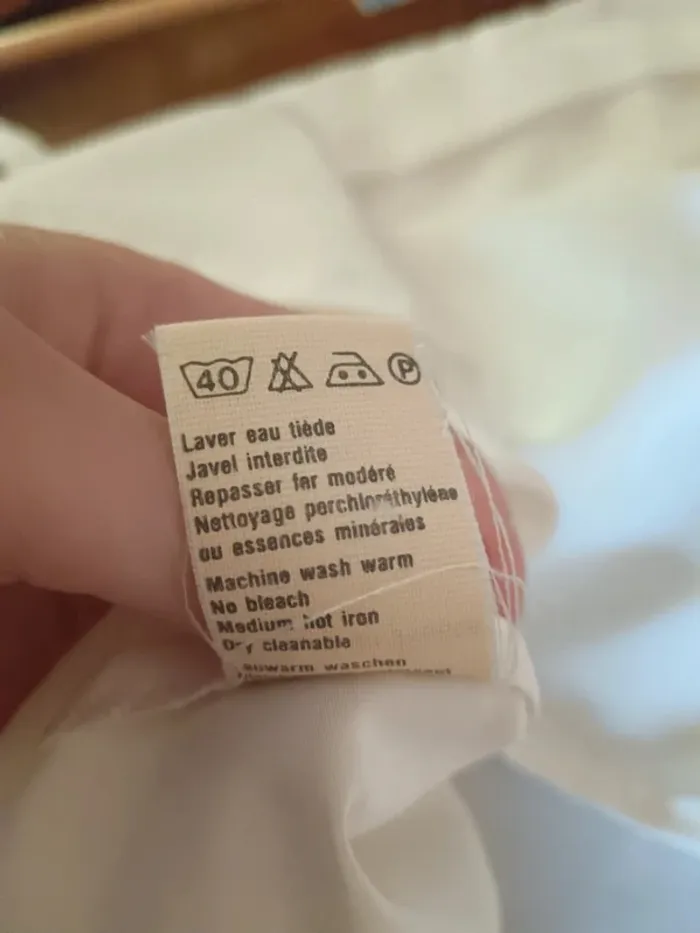 40 P
Laver eau tiède
Javel interdite
Repasser fer modéré
Nettoyage perchloréthylène
ou essences minérales
Machine wash warm
No bleach
Medium hot iron
Dry cleanable
waschen